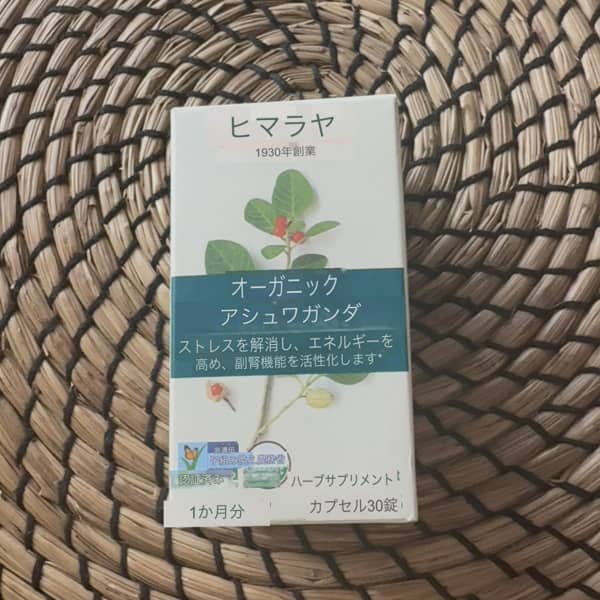 ヒマラヤ
1930年創業
オーガニック
アシュワガンダ
ストレスを解消し、エネルギーを
高め、副腎機能を活性化します*
ハーブサプリメント
1か月分
カプセル30錠